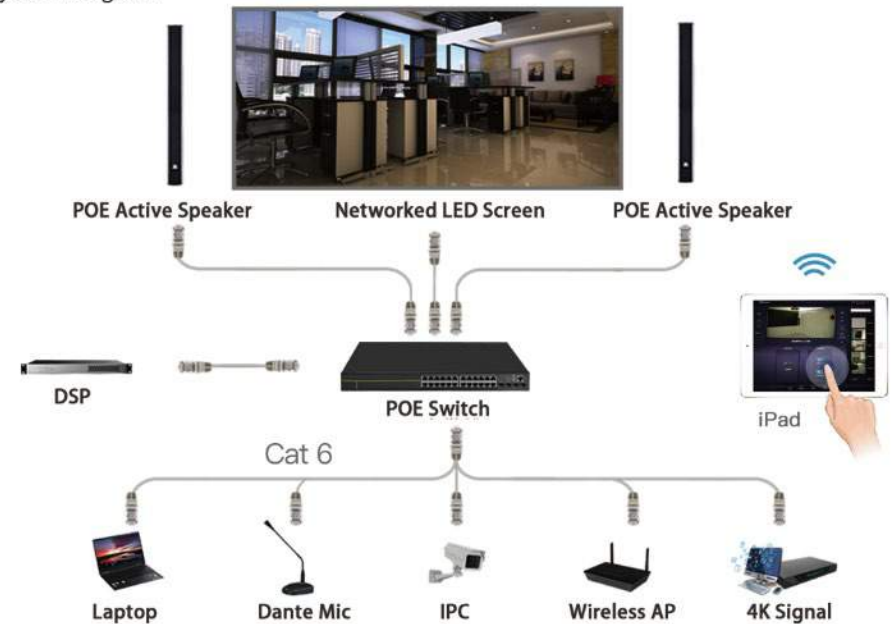 POE Active Speaker
Networked LED Screen
POE Active Speaker
DSP
POE Switch
iPad
Cat 6
Laptop
Dante Mic
IPC
Wireless AP
4K Signal